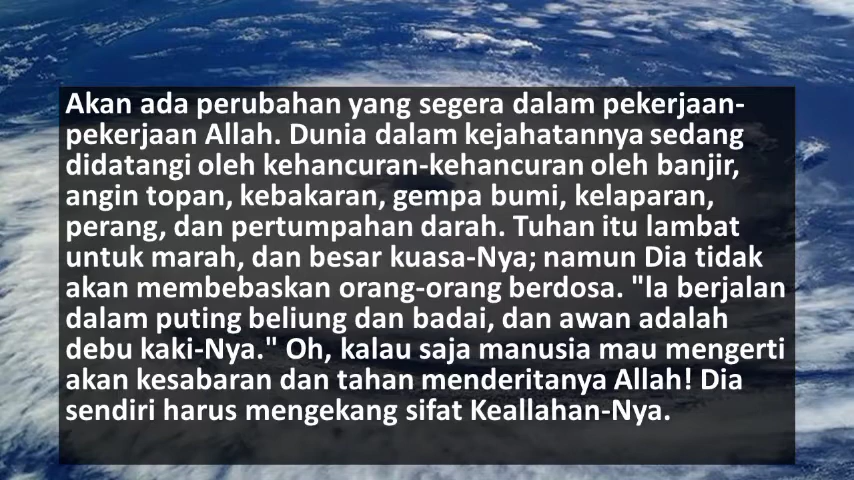 Akan ada perubahan yang segera dalam pekerjaan-
pekerjaan Allah. Dunia dalam kejahatannya sedang
didatangi oleh kehancuran-kehancuran oleh banjir,
angin topan, kebakaran, gempa bumi, kelaparan,
perang, dan pertumpahan darah. Tuhan itu lambat
untuk marah, dan besar kuasa-Nya; namun Dia tidak
akan membebaskan orang-orang berdosa. "la berjalan
dalam puting beliung dan badai, dan awan adalah
debu kaki-Nya." Oh, kalau saja manusia mau mengerti
akan kesabaran dan tahan menderitanya Allah! Dia
sendiri harus mengekang sifat Keallahan-Nya.